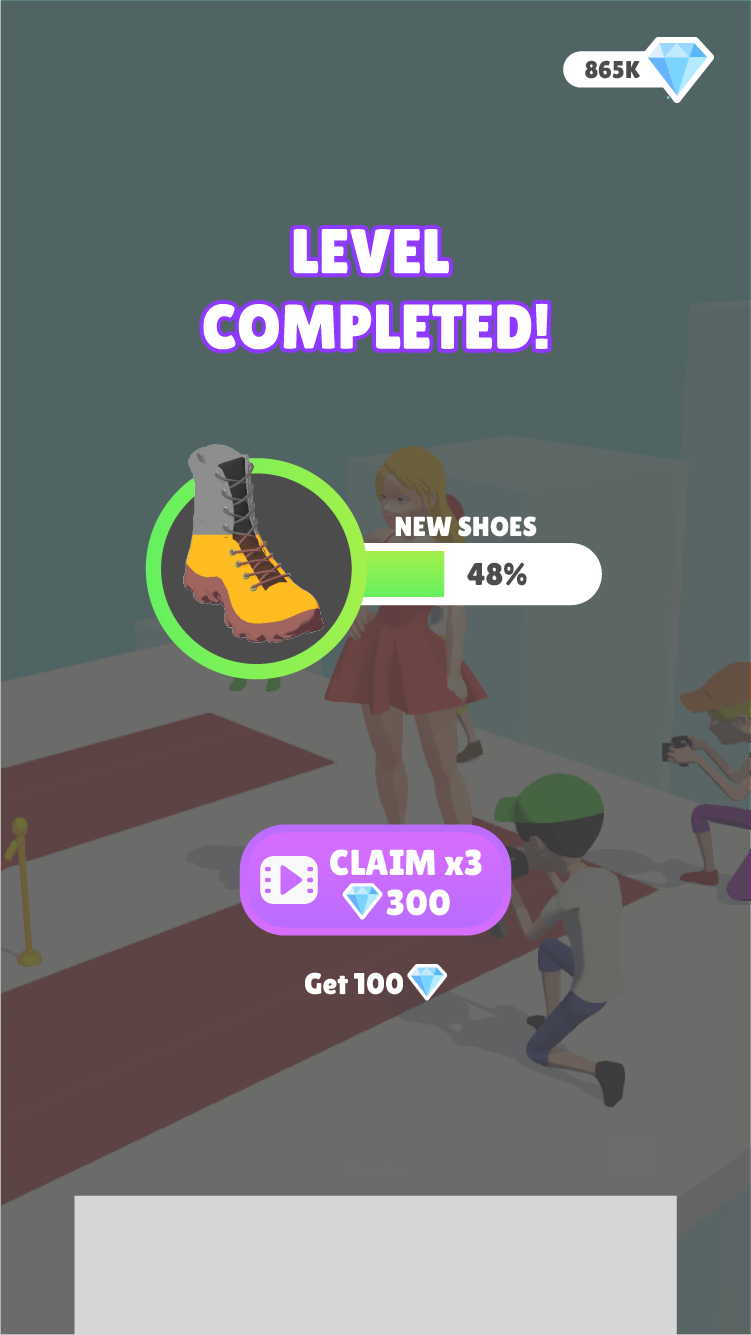 865K
LEVEL
COMPLETED!
NEW SHOES
48%
CLAIM x3
300
Get 100